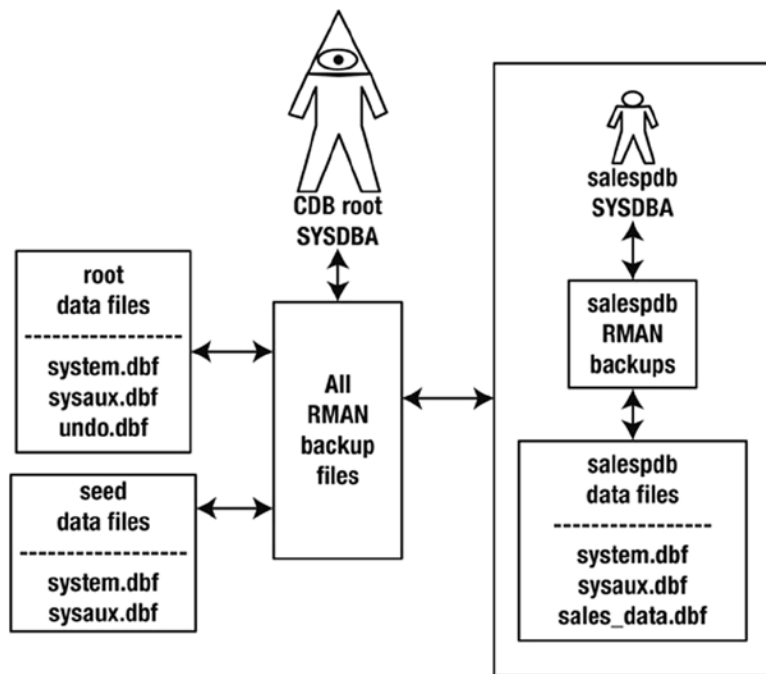 CDB root
SYSDBA
root
data files
system.dbf
sysaux.dbf
undo.dbf
seed
data files
system.dbf
sysaux.dbf
All
RMAN
backup
files
salespdb
SYSDBA
salespdb
RMAN
backups
salespdb
data files
system.dbf
sysaux.dbf
sales_data.dbf